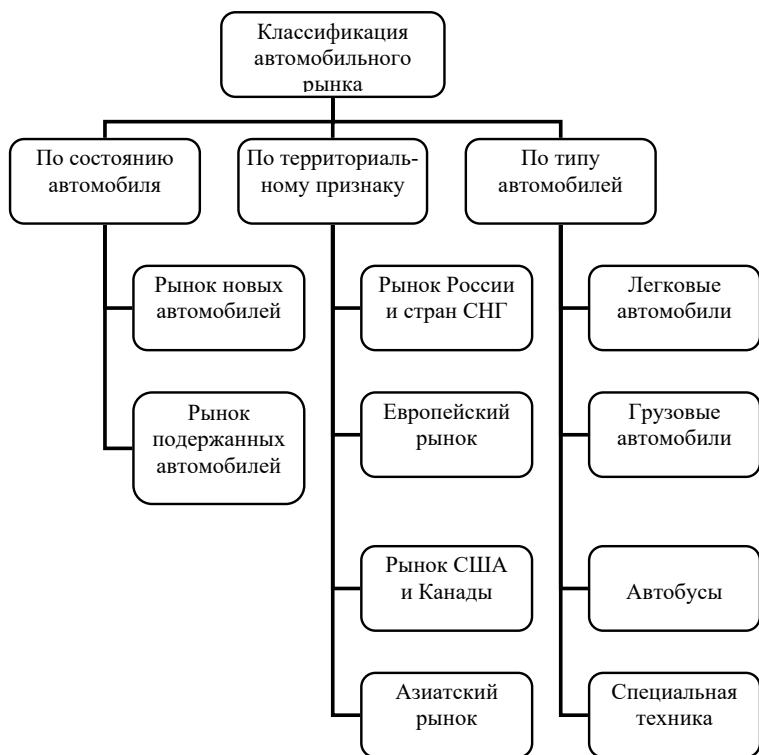 Классификация
автомобильного
рынка
По состоянию
автомобиля
По территориаль-
ному признаку
По типу
автомобилей
Рынок новых
автомобилей
Рынок
подержанных
автомобилей
Рынок России
и стран СНГ
Европейский
рынок
Рынок США
и Канады
Азиатский
рынок
Легковые
автомобили
Грузовые
автомобили
Автобусы
Специальная
техника